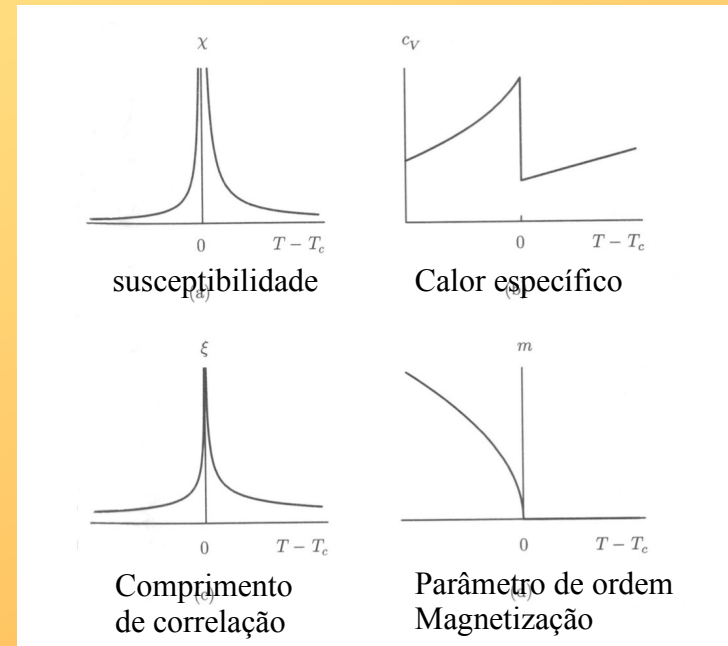 χ
c_V
0
T − T_c
0
T − T_c
susceptibilidade
Calor específico
(a)
(b)
ξ
m
0
T − T_c
0
T − T_c
Comprimento
de correlação
Parâmetro de ordem
Magnetização
(c)
(d)